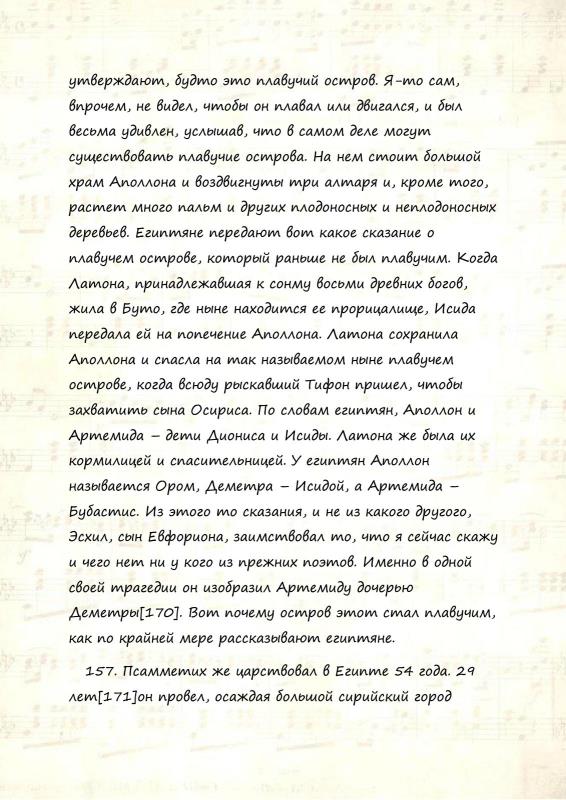 утверждают, будто это плавучий остров. Я-то сам,
впрочем, не видел, чтобы он плавал или двигался, и был
весьма удивлен, услышав, что в самом деле могут
существовать плавучие острова. На нем стоит большой
храм Аполлона и воздвигнуты три алтаря и, кроме того,
растет много пальм и других плодоносных и неплодоносных
деревьев. Египтяне передают вот какое сказание о
плавучем острове, который раньше не был плавучим. Когда
Латона, принадлежавшая к сонму восьми древних богов,
жила в Буто, где ныне находится ее прорицалище, Исида
передала ей на попечение Аполлона. Латона сохранила
Аполлона и спасла на так называемом ныне плавучем
острове, когда всюду рыскавший Тифон пришел, чтобы
захватить сына Осириса. По словам египтян, Аполлон и
Артемида – дети Диониса и Исиды. Латона же была их
кормилицей и спасительницей. У египтян Аполлон
называется Ором, Деметра – Исидой, а Артемида –
Бубастис. Из этого то сказания, и не из какого другого,
Эсхил, сын Евфориона, заимствовал то, что я сейчас скажу
и чего нет ни у кого из прежних поэтов. Именно в одной
своей трагедии он изобразил Артемиду дочерью
Деметры[170]. Вот почему остров этот стал плавучим,
как по крайней мере рассказывают египтяне.
157. Псамметих же царствовал в Египте 54 года. 29
лет[171]он провел, осаждая большой сирийский город